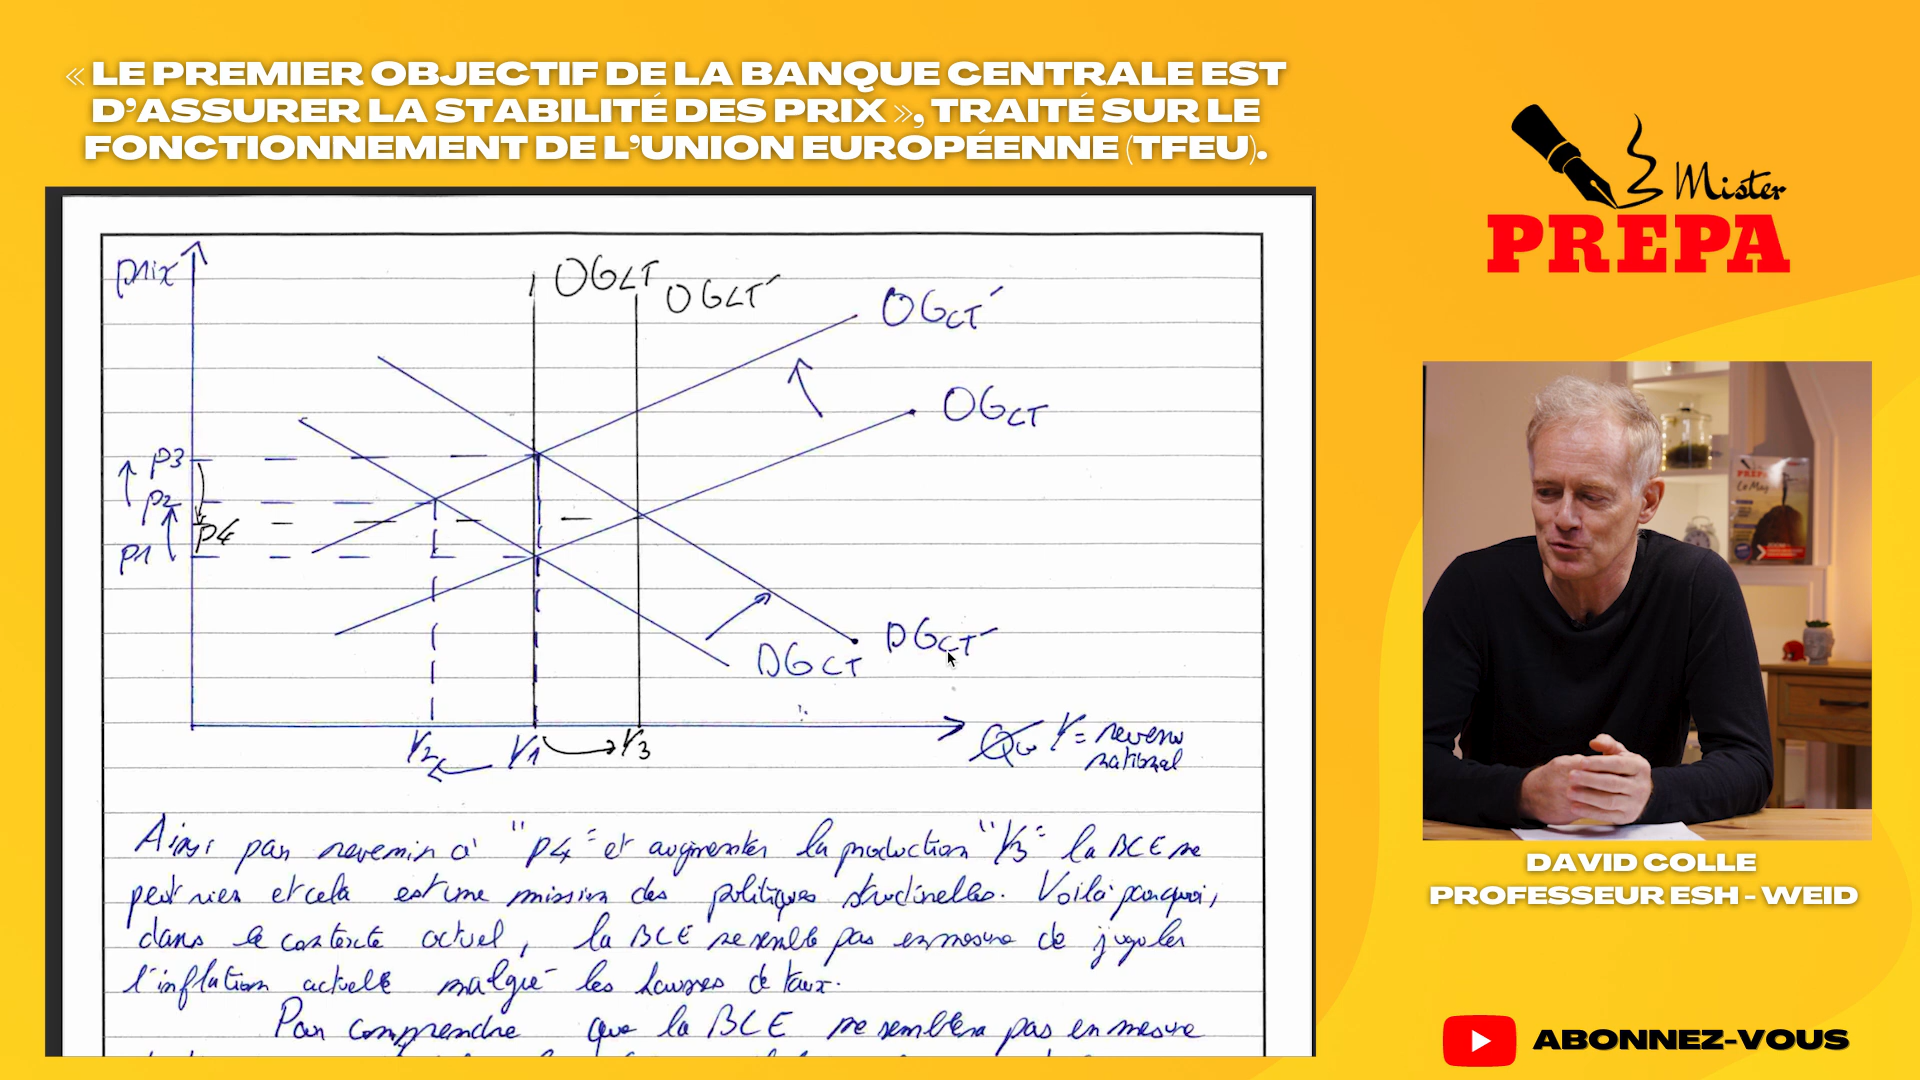 « LE PREMIER OBJECTIF DE LA BANQUE CENTRALE EST
D’ASSURER LA STABILITÉ DES PRIX », TRAITÉ SUR LE
FONCTIONNEMENT DE L’UNION EUROPÉENNE (TFEU).
Mister
PREPA
prix
OGLT
OGLT'
OGCT'
OGCT
p3
p2
p4
p1
DGCT'
DGCT
Y2
Y1
Y3
Y = revenu
national
Ainsi pour revenir à "p4" et augmenter la production "Y3" la BCE ne
peut rien et cela est une mission des politiques structurelles. Voilà pourquoi,
dans le contexte actuel, la BCE ne semble pas en mesure de juguler
l'inflation actuelle malgré les hausses de taux.
Pour comprendre que la BCE ne semblera pas en mesure
PREPA
Le Mag
DAVID COLLE
PROFESSEUR ESH - WEID
ABONNEZ-VOUS